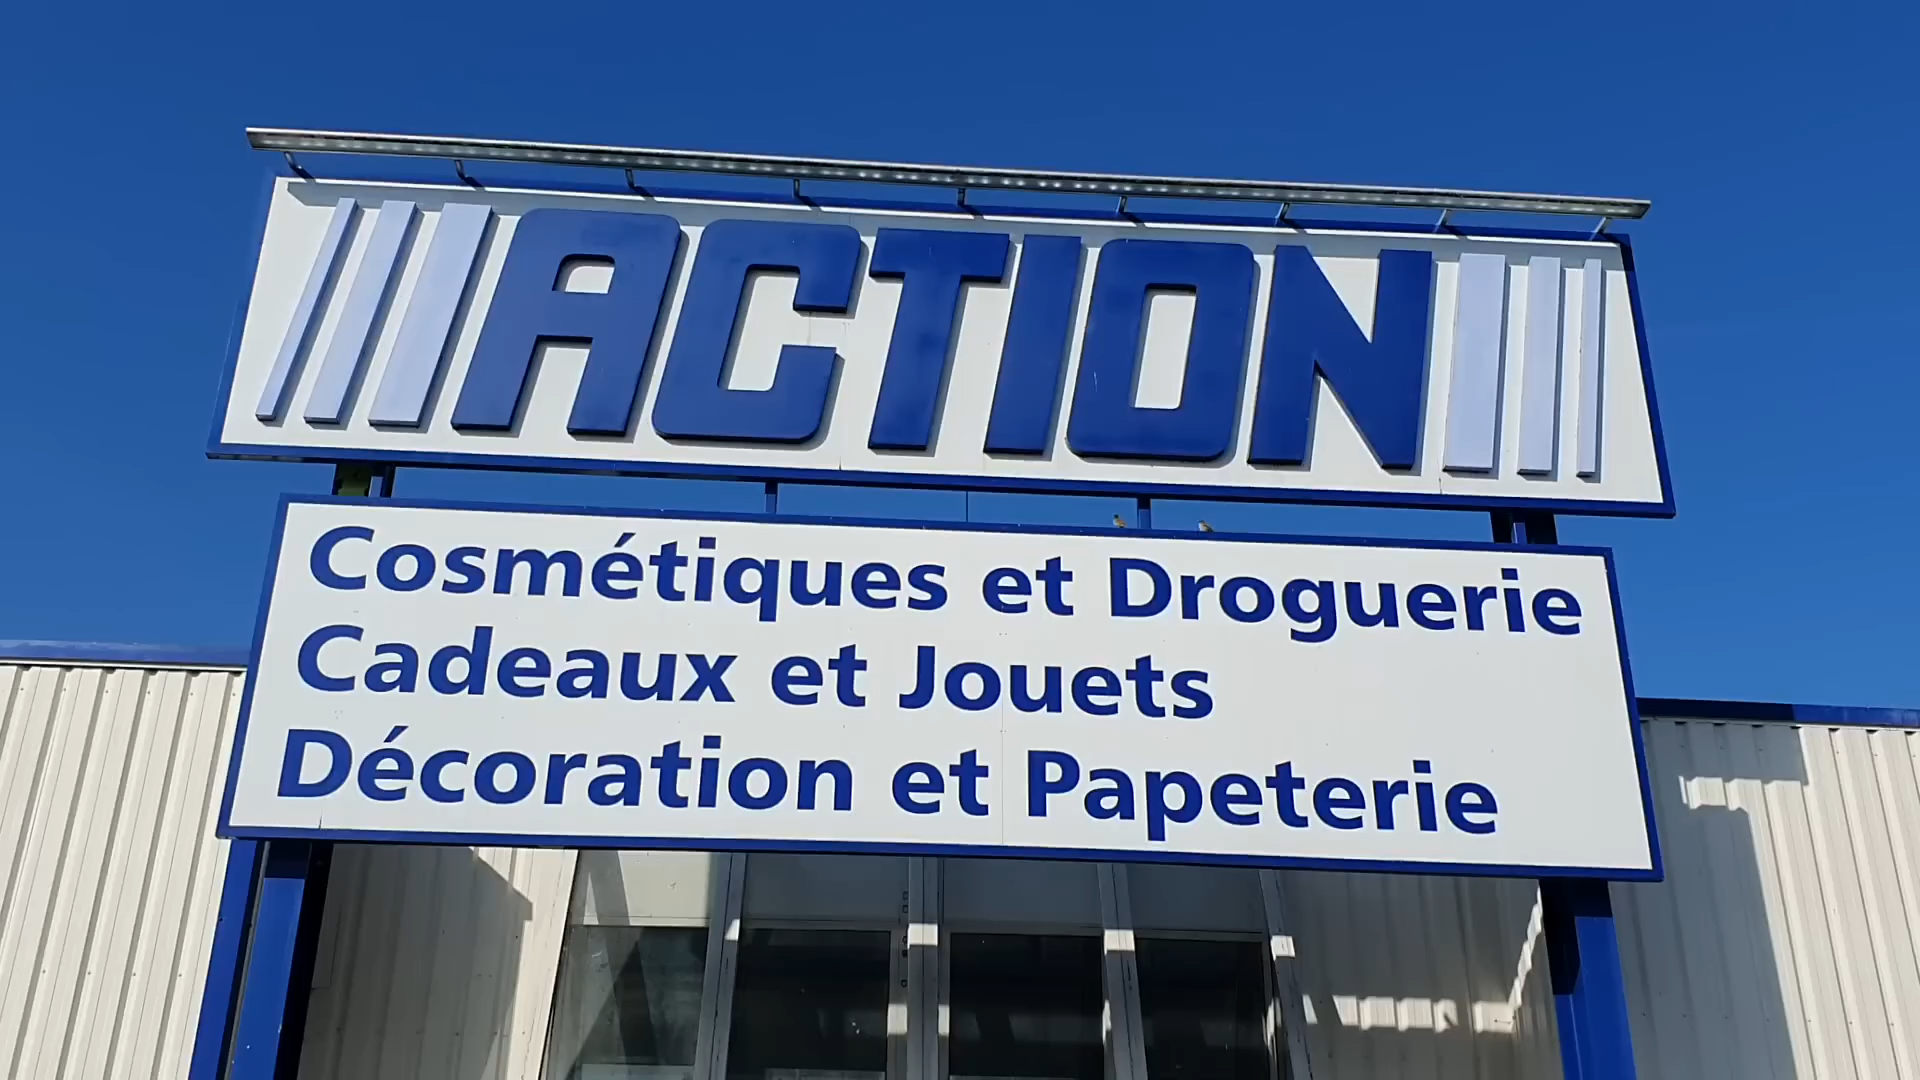 ACTION
Cosmétiques et Droguerie
Cadeaux et Jouets
Décoration et Papeterie